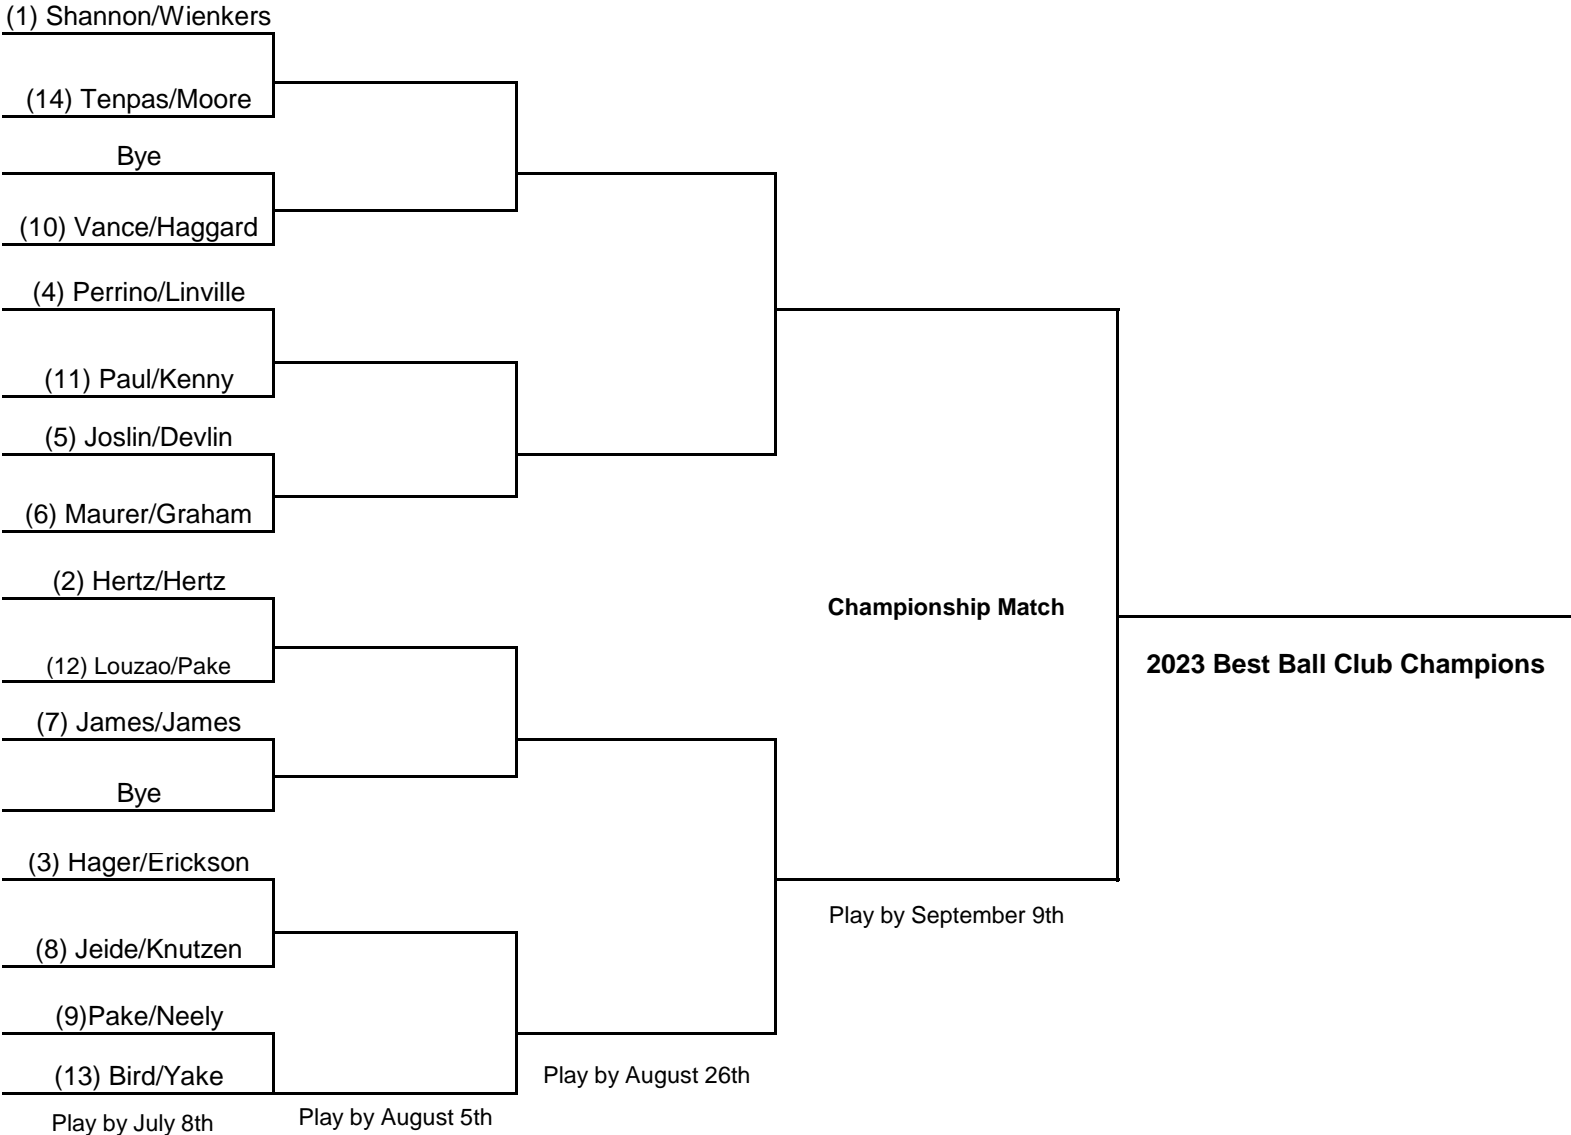 (1) Shannon/Wienkers
(14) Tenpas/Moore
Bye
(10) Vance/Haggard
(4) Perrino/Linville
(11) Paul/Kenny
(5) Joslin/Devlin
(6) Maurer/Graham
(2) Hertz/Hertz
Championship Match
(12) Louzao/Pake
2023 Best Ball Club Champions
(7) James/James
Bye
(3) Hager/Erickson
Play by September 9th
(8) Jeide/Knutzen
(9)Pake/Neely
(13) Bird/Yake
Play by August 26th
Play by July 8th
Play by August 5th